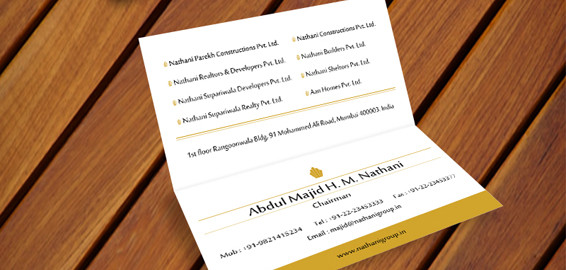 Nathani Parekh Constructions Pvt. Ltd.
Nathani Constructions Pvt. Ltd.
Nathani Realtors & Developers Pvt. Ltd.
Nathani Builders Pvt. Ltd.
Nathani Supariwala Developers Pvt. Ltd.
Nathani Shelters Pvt. Ltd.
Nathani Supariwala Realty Pvt. Ltd.
Aan Homes Pvt. Ltd.
1st floor Rangoonwala Bldg. 91 Mohammed Ali Road, Mumbai 400003. India
Abdul Majid H. M. Nathani
Chairman
Tel : +91-22-23453333 Fax : +91-22-23453377
Mob : +91-9821415234 Email : majid@nathanigroup.in
www.nathanigroup.in